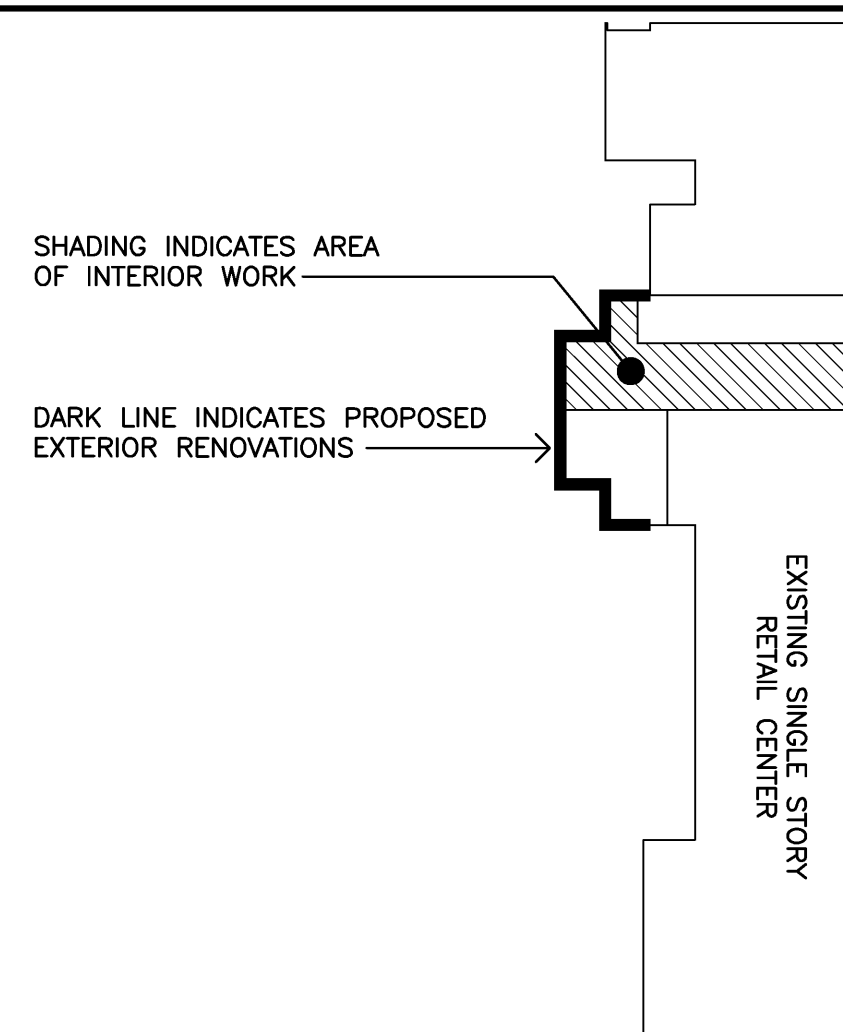 SHADING INDICATES AREA
OF INTERIOR WORK
DARK LINE INDICATES PROPOSED
EXTERIOR RENOVATIONS
EXISTING SINGLE STORY
RETAIL CENTER